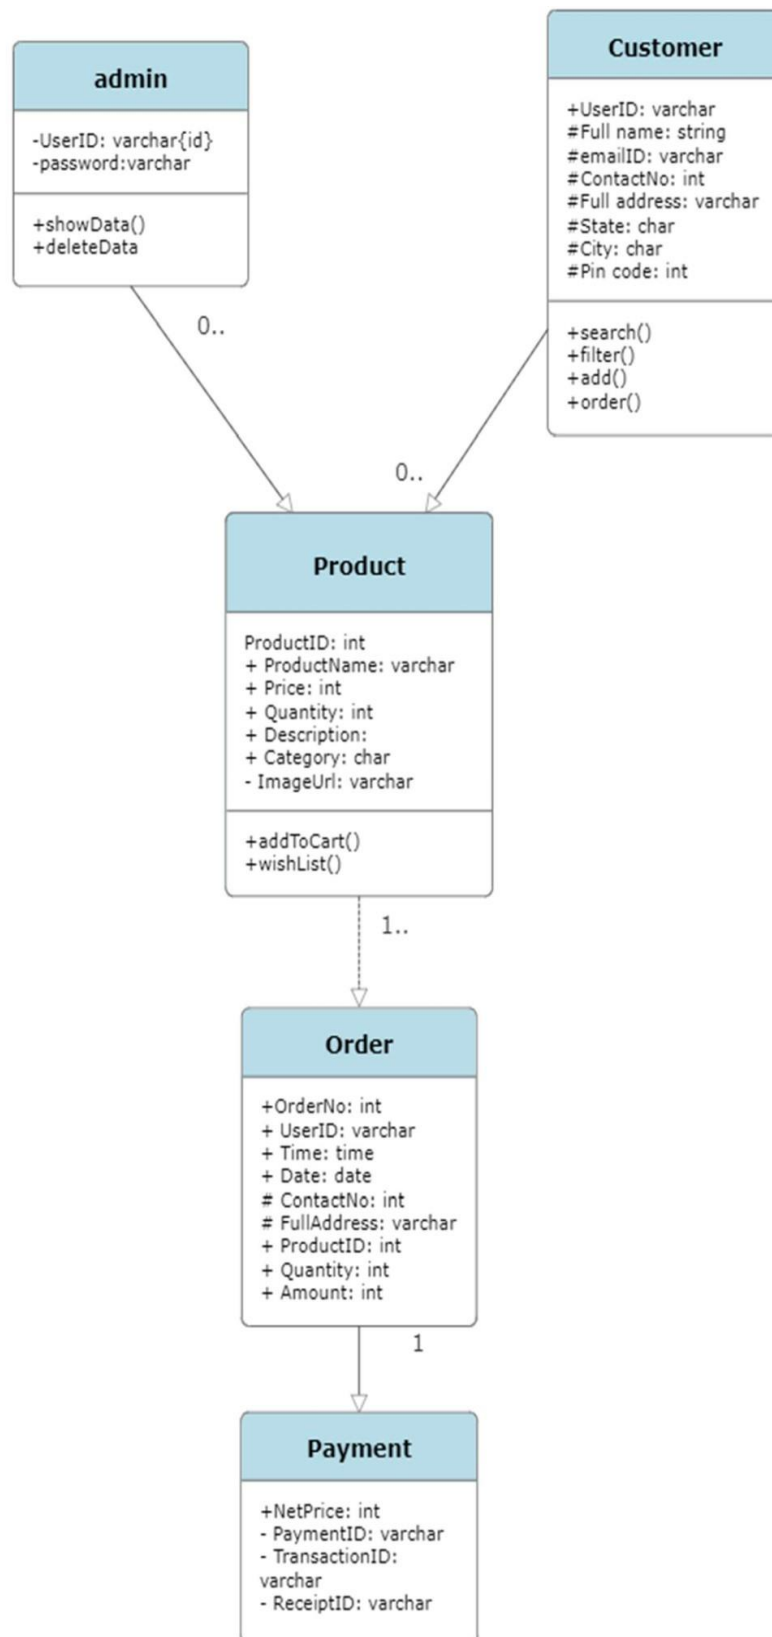 admin
-UserID: varchar{id}
-password:varchar
+showData()
+deleteData
Customer
+UserID: varchar
#Full name: string
#emailID: varchar
#ContactNo: int
#Full address: varchar
#State: char
#City: char
#Pin code: int
+search()
+filter()
+add()
+order()
0..
0..
Product
ProductID: int
+ ProductName: varchar
+ Price: int
+ Quantity: int
+ Description:
+ Category: char
- ImageUrl: varchar
+addToCart()
+wishList()
1..
Order
+OrderNo: int
+ UserID: varchar
+ Time: time
+ Date: date
# ContactNo: int
# FullAddress: varchar
+ ProductID: int
+ Quantity: int
+ Amount: int
1
Payment
+NetPrice: int
- PaymentID: varchar
- TransactionID:
varchar
- ReceiptID: varchar